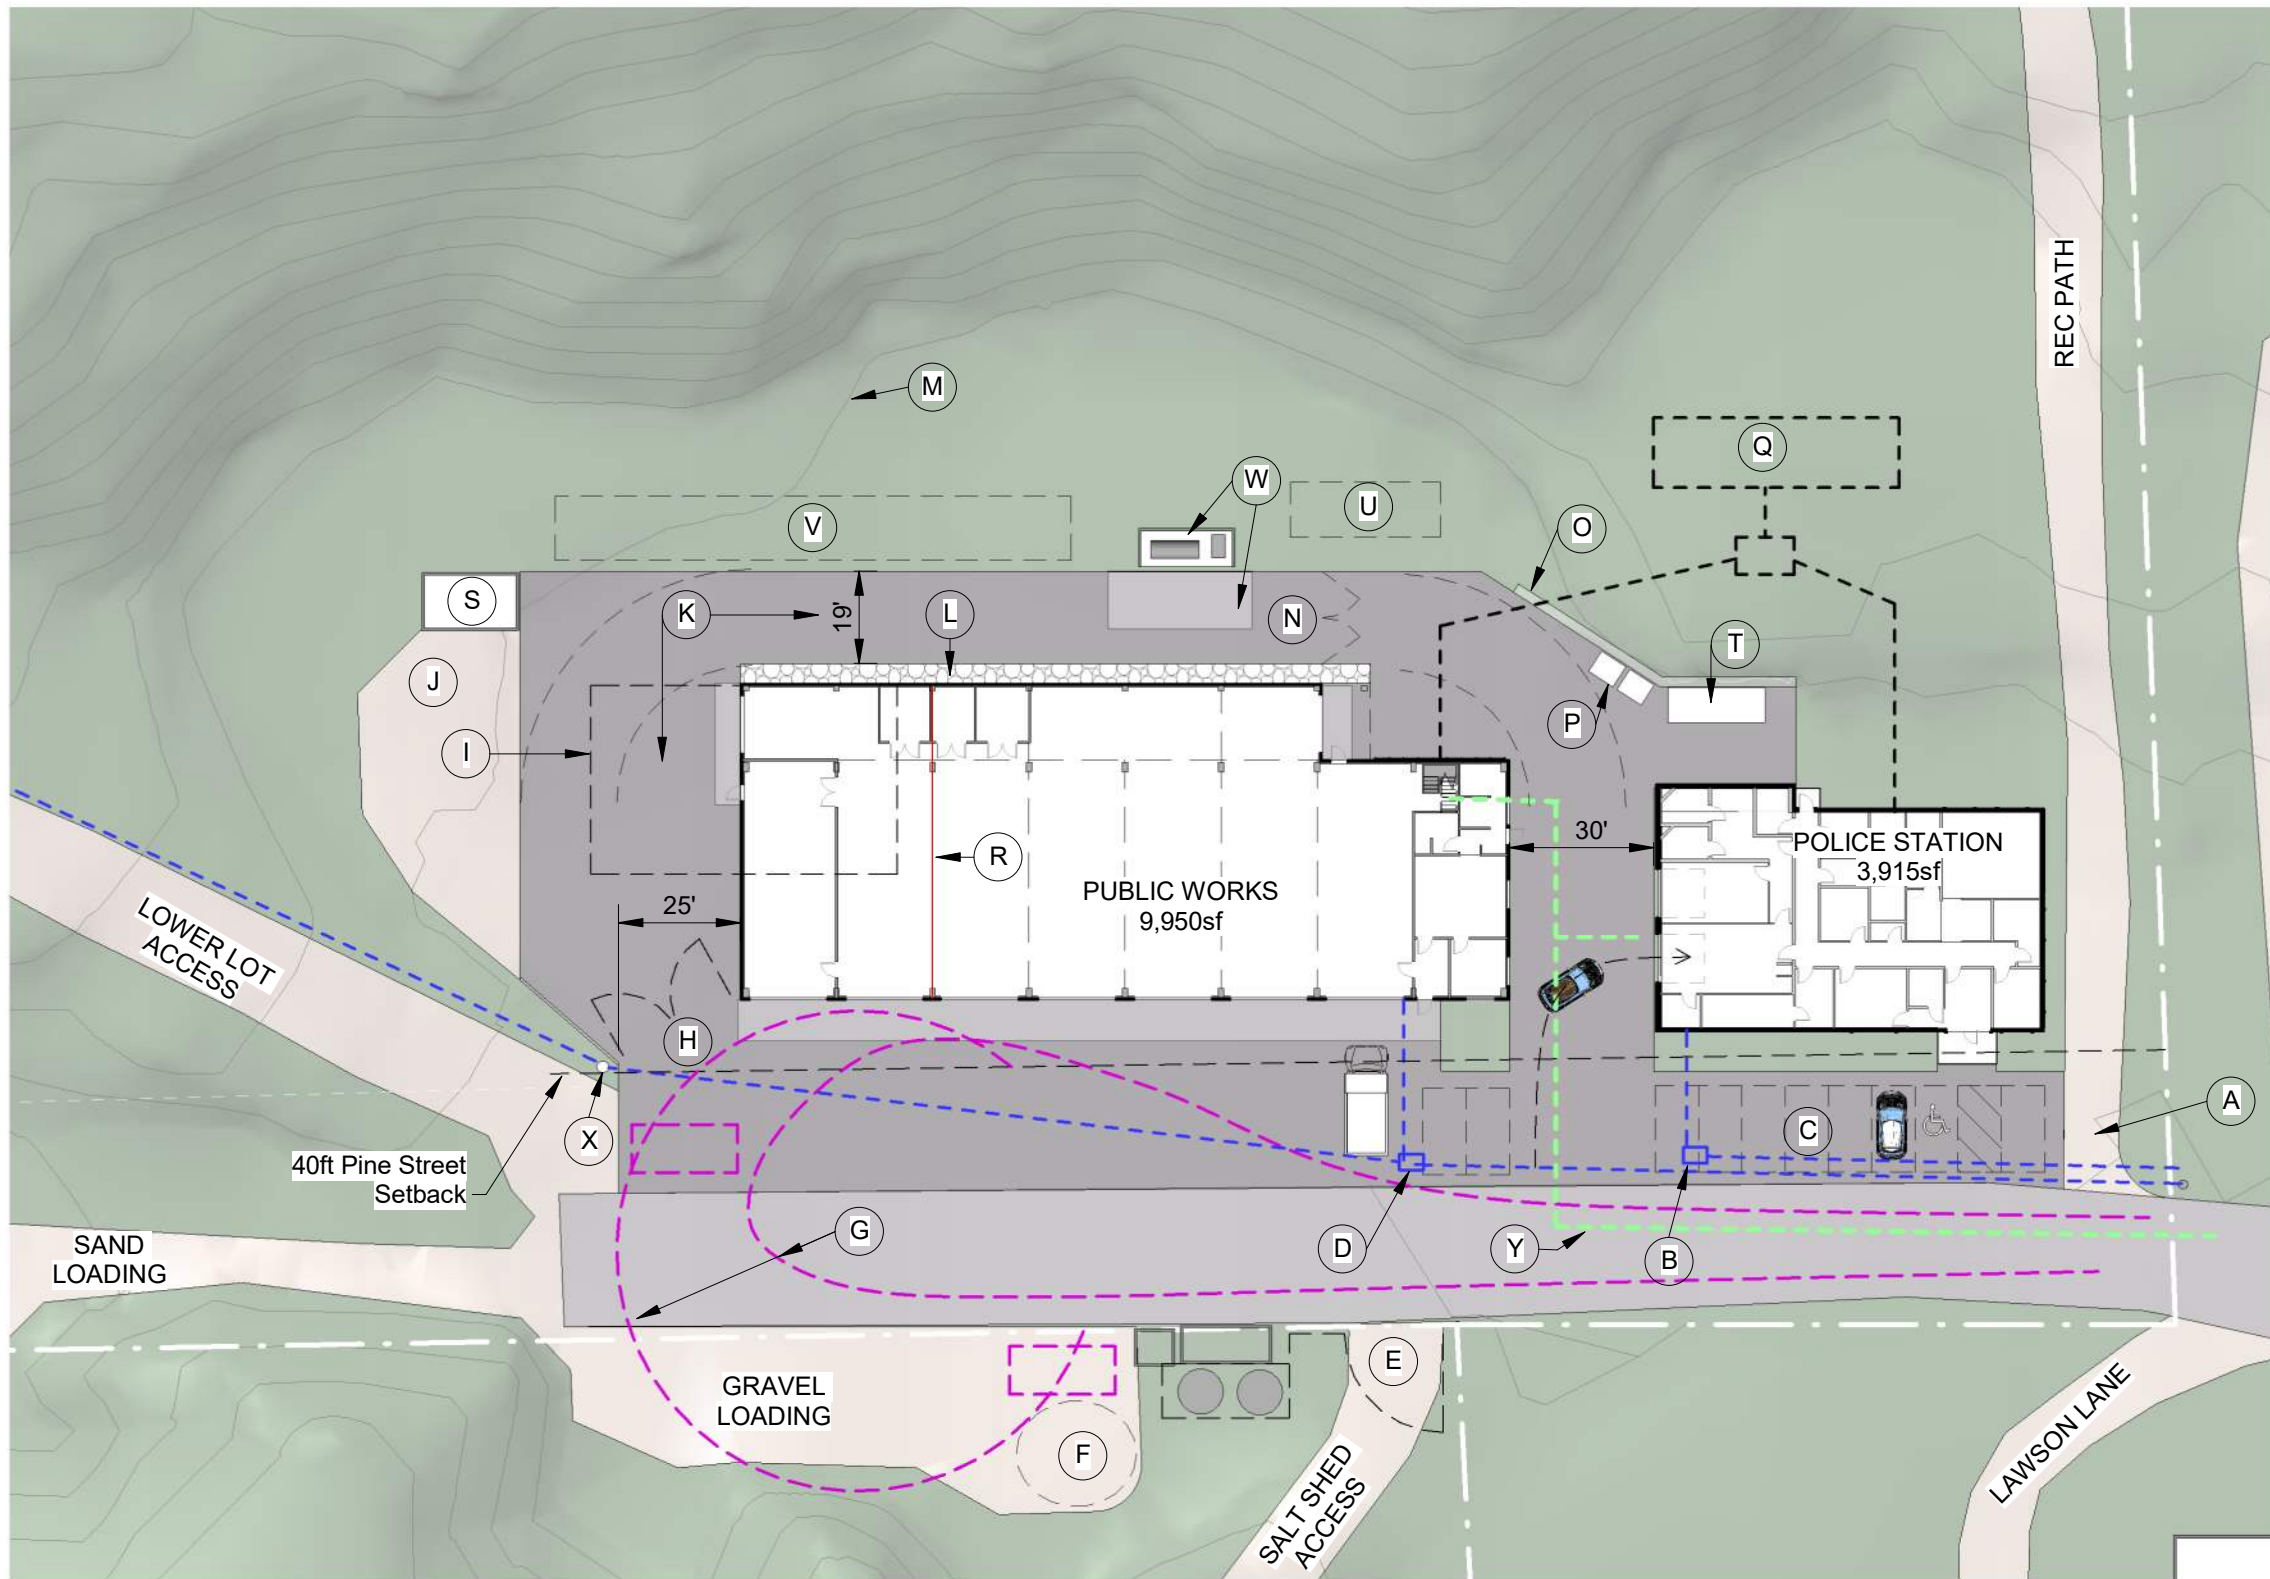 REC PATH
M
Q
W
U
V
O
S
K
19'
L
N
T
J
P
I
30'
POLICE STATION
3,915sf
R
PUBLIC WORKS
9,950sf
25'
LOWER LOT
ACCESS
H
A
C
X
40ft Pine Street
Setback
G
D
Y
B
SAND
LOADING
E
GRAVEL
LOADING
F
LAWSON LANE
SALT SHED
ACCESS